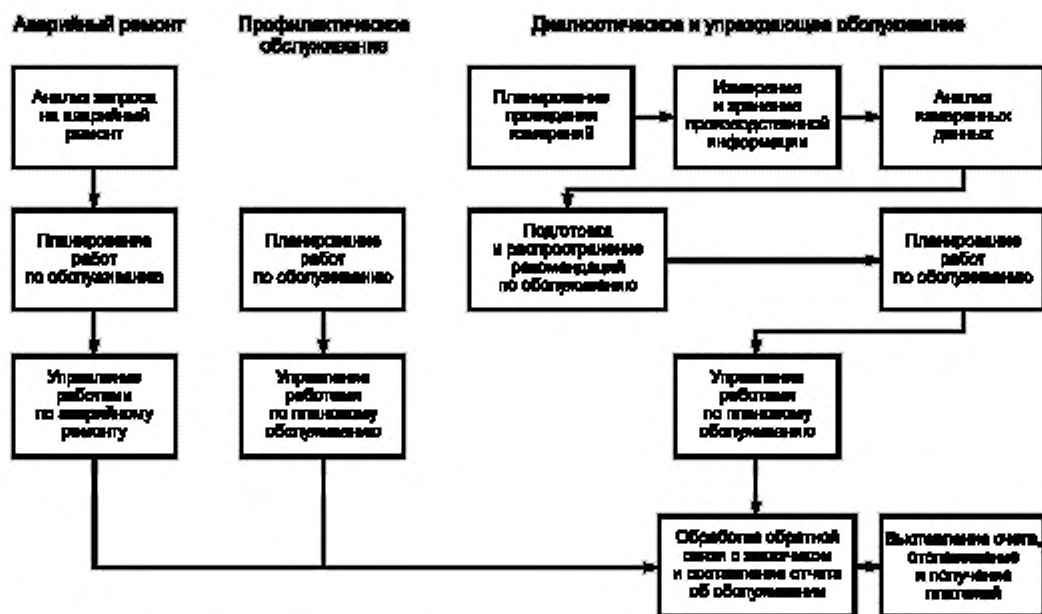 Аварийный ремонт
Профилактическое
обслуживание
Диагностическое и упреждающее обслуживание
Анализ запроса
на аварийный
ремонт
Планирование
проведения
измерений
Измерение
и хранение
производственной
информации
Анализ
измеренных
данных
Планирование
работ
по обслуживанию
Планирование
работ
по обслуживанию
Подготовка
и распространение
рекомендаций
по обслуживанию
Планирование
работ
по обслуживанию
Управление
работами
по аварийному
ремонту
Управление
работами
по плановому
обслуживанию
Управление
работами
по плановому
обслуживанию
Обработка обратной
связи с заказчиком
и составление отчета
об обслуживании
Выставление счета,
отслеживание
и получение
платежей